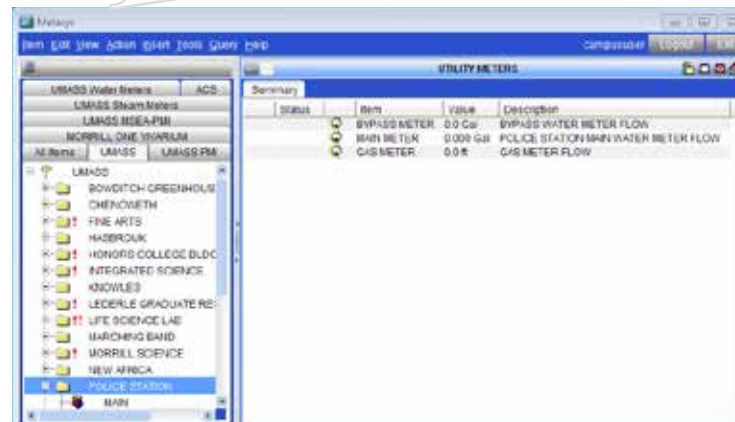 Metasys
Item Edit View Action Insert Tools Query Help campususer Logout
UTILITY METERS
UMASS Water Meters ACS
UMASS Steam Meters
UMASS NSEA-PMI
MORRILL ONE VIVARIUM
All Items UMASS UMASS PM
Summary
Status Item Value Description
BYPASS METER 0.0 Gal BYPASS WATER METER FLOW
MAIN METER 0.000 Gal POLICE STATION MAIN WATER METER FLOW
GAS METER 0.0 ft GAS METER FLOW
UMASS
BOWDITCH GREENHOUS
CHENOWETH
! FINE ARTS
HASBROUK
! HONORS COLLEGE BLDG
! INTEGRATED SCIENCE
KNOWLES
! LEDERLE GRADUATE RE
!! LIFE SCIENCE LAB
MARCHING BAND
! MORRILL SCIENCE
NEW AFRICA
POLICE STATION
MAIN